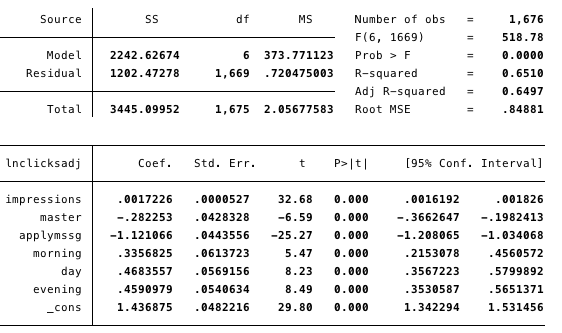 Source SS df MS Number of obs = 1,676
F(6, 1669) = 518.78
Model 2242.62674 6 373.771123 Prob > F = 0.0000
Residual 1202.47278 1,669 .720475003 R-squared = 0.6510
Adj R-squared = 0.6497
Total 3445.09952 1,675 2.05677583 Root MSE = .84881
lnclicksadj Coef. Std. Err. t P>|t| [95% Conf. Interval]
impressions .0017226 .0000527 32.68 0.000 .0016192 .001826
master -.282253 .0428328 -6.59 0.000 -.3662647 -.1982413
applymssg -1.121066 .0443556 -25.27 0.000 -1.208065 -1.034068
morning .3356825 .0613723 5.47 0.000 .2153078 .4560572
day .4683557 .0569156 8.23 0.000 .3567223 .5799892
evening .4590979 .0540634 8.49 0.000 .3530587 .5651371
_cons 1.436875 .0482216 29.80 0.000 1.342294 1.531456